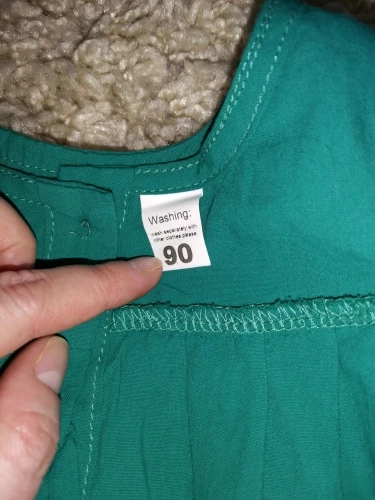 Washing:
wash separately with
other clothes please
90